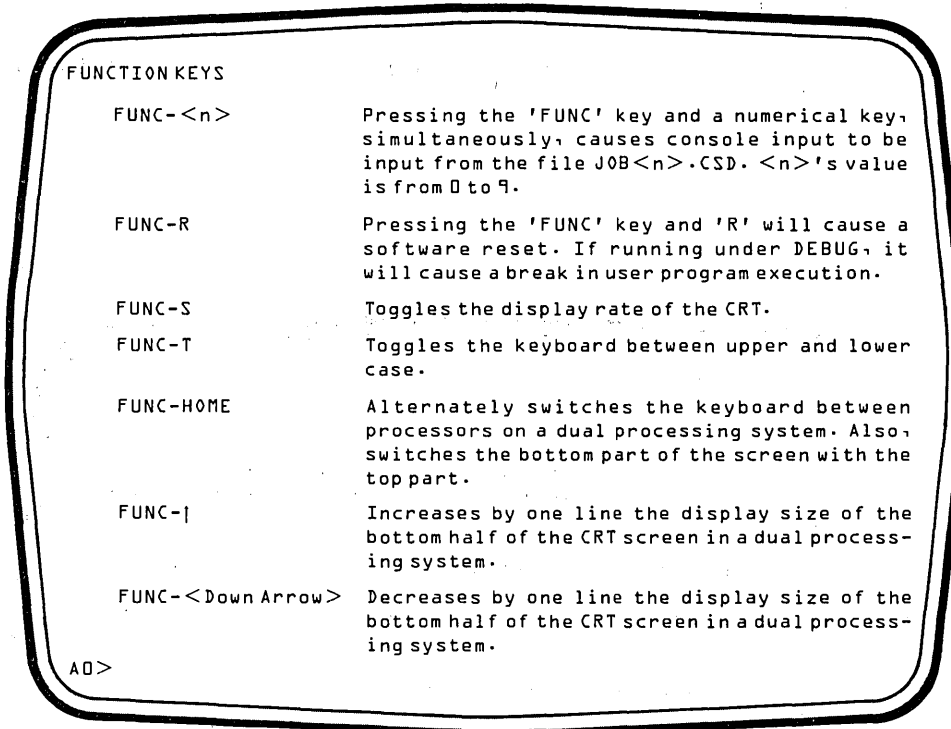 FUNCTION KEYS
FUNC-<n> Pressing the 'FUNC' key and a numerical key,
simultaneously, causes console input to be
input from the file JOB<n>.CSD. <n>'s value
is from 0 to 9.
FUNC-R Pressing the 'FUNC' key and 'R' will cause a
software reset. If running under DEBUG, it
will cause a break in user program execution.
FUNC-S Toggles the display rate of the CRT.
FUNC-T Toggles the keyboard between upper and lower
case.
FUNC-HOME Alternately switches the keyboard between
processors on a dual processing system. Also,
switches the bottom part of the screen with the
top part.
FUNC-↑ Increases by one line the display size of the
bottom half of the CRT screen in a dual process-
ing system.
FUNC-<Down Arrow> Decreases by one line the display size of the
bottom half of the CRT screen in a dual process-
ing system.
A0>